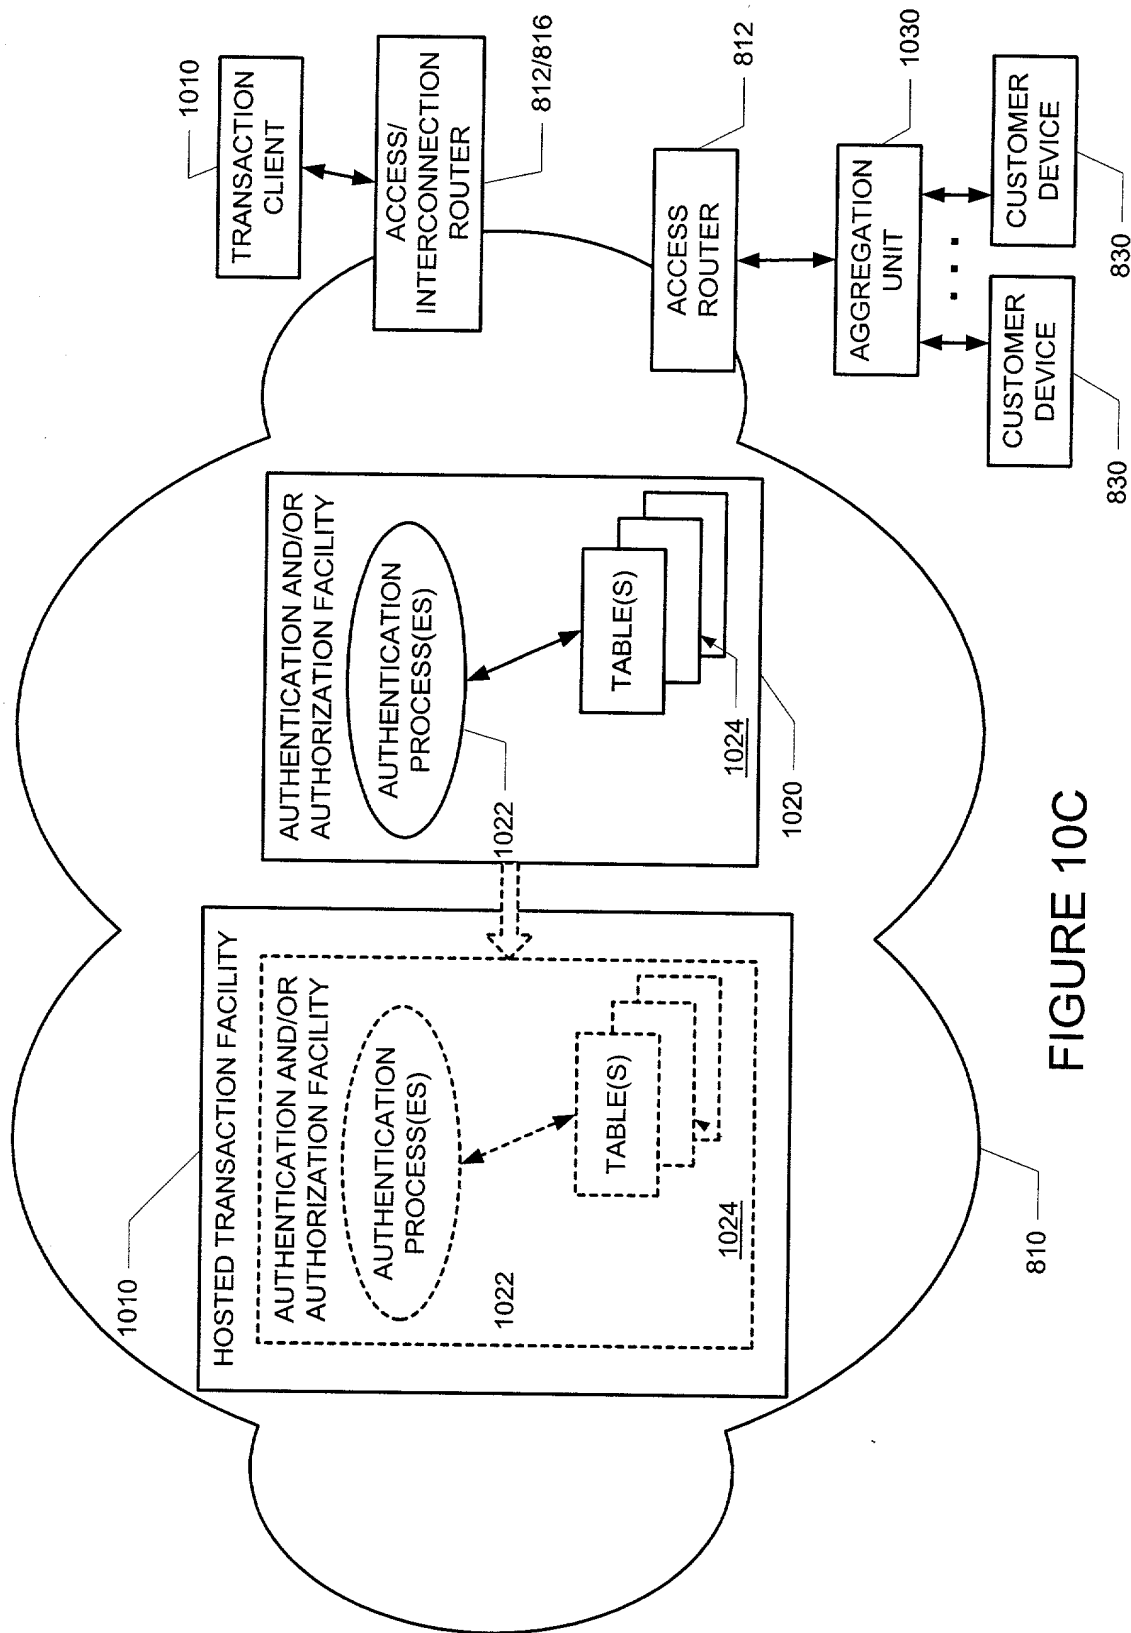 1010
HOSTED TRANSACTION FACILITY
AUTHENTICATION AND/OR
AUTHORIZATION FACILITY
AUTHENTICATION
PROCESS(ES)
1022
TABLE(S)
1024
810
AUTHENTICATION AND/OR
AUTHORIZATION FACILITY
AUTHENTICATION
PROCESS(ES)
1022
TABLE(S)
1024
1020
TRANSACTION
CLIENT
1010
ACCESS/
INTERCONNECTION
ROUTER
812/816
ACCESS
ROUTER
812
AGGREGATION
UNIT
1030
CUSTOMER
DEVICE
830
CUSTOMER
DEVICE
830
FIGURE 10C